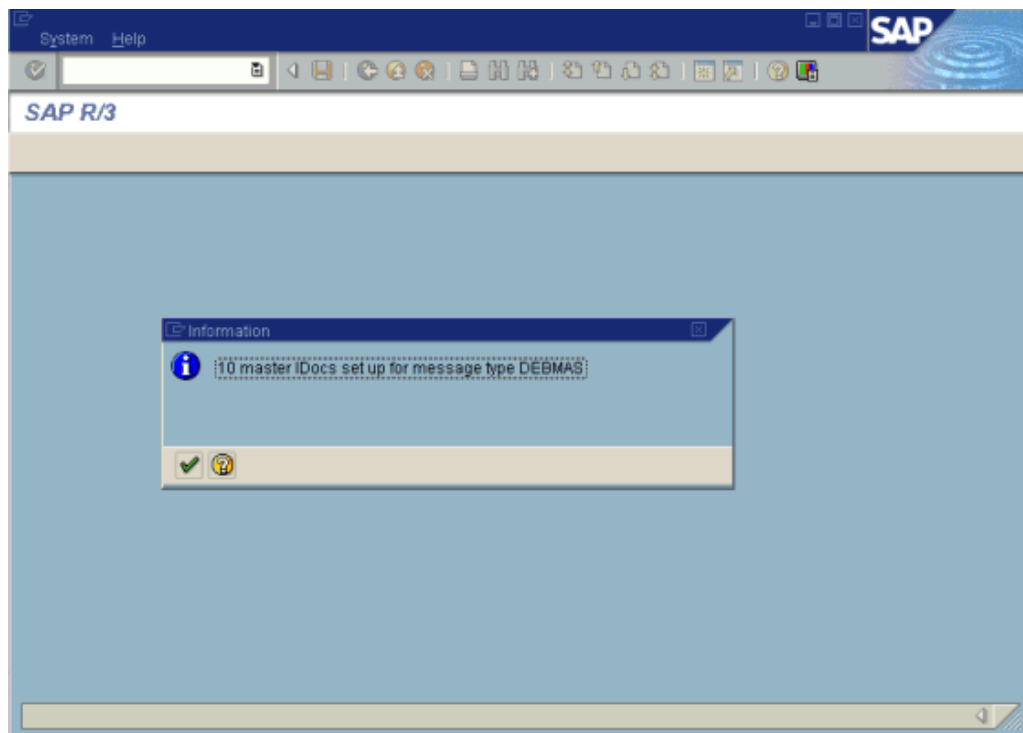 System Help
SAP
SAP R/3
Information
10 master IDocs set up for message type DEBMAS